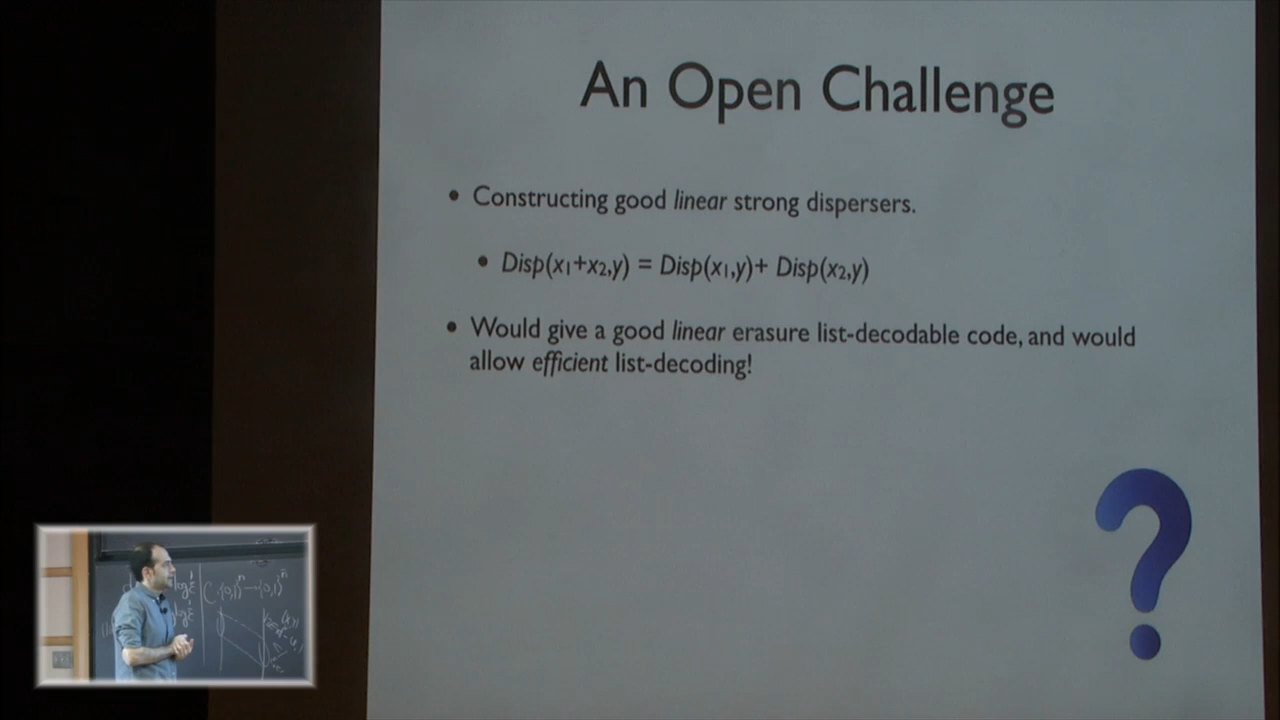 An Open Challenge
• Constructing good linear strong dispersers.
• Disp(x₁+x₂,y) = Disp(x₁,y)+ Disp(x₂,y)
• Would give a good linear erasure list-decodable code, and would
allow efficient list-decoding!
?